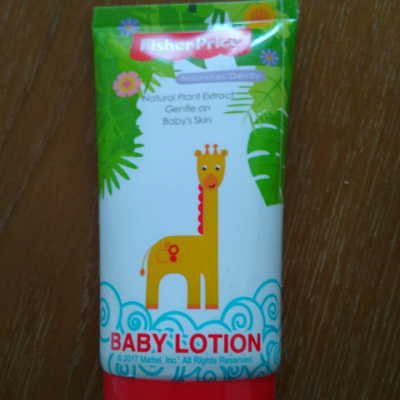 Fisher-Price
Nourishes Gently
Natural Plant Extract
Gentle on
Baby's Skin
BABY LOTION
© 2017 Mattel, Inc. All Rights Reserved.